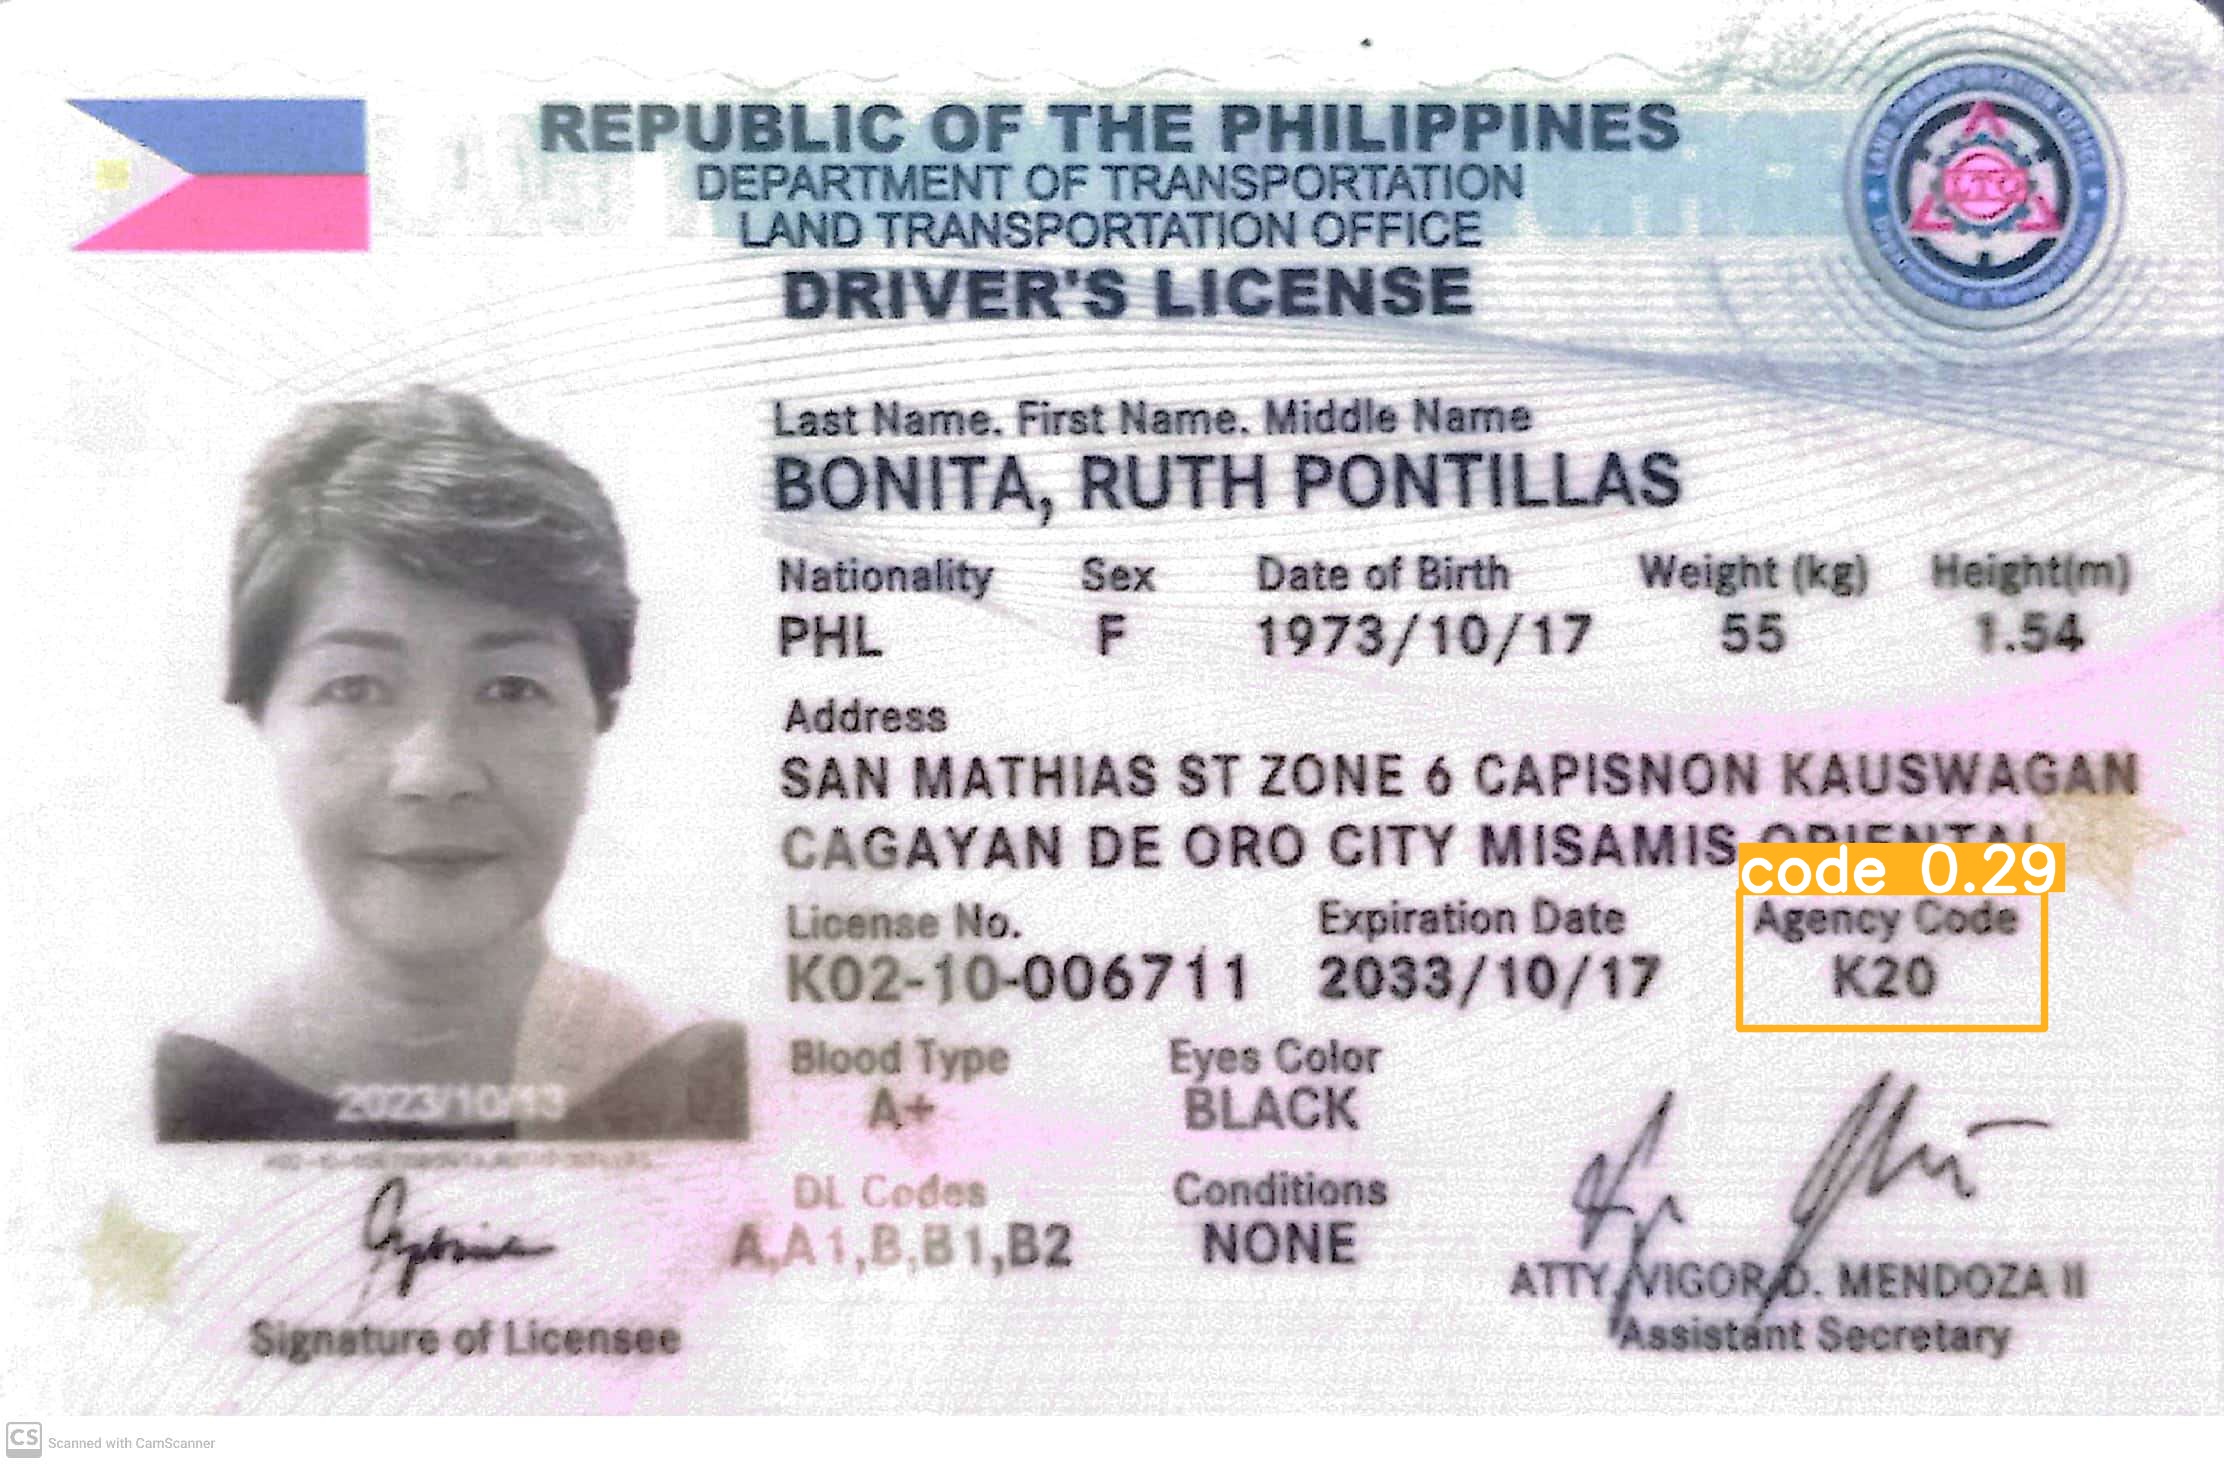 REPUBLIC OF THE PHILIPPINES
DEPARTMENT OF TRANSPORTATION
LAND TRANSPORTATION OFFICE
DRIVER'S LICENSE
Last Name. First Name. Middle Name
BONITA, RUTH PONTILLAS
Nationality Sex Date of Birth Weight (kg) Height(m)
PHL F 1973/10/17 55 1.54
Address
SAN MATHIAS ST ZONE 6 CAPISNON KAUSWAGAN
CAGAYAN DE ORO CITY MISAMIS ORIENTAL
code 0.29
License No. Expiration Date Agency Code
K02-10-006711 2033/10/17 K20
Blood Type Eyes Color
A+ BLACK
2023/10/13
DL Codes Conditions
A,A1,B,B1,B2 NONE
ATTY. VIGOR D. MENDOZA II
Signature of Licensee Assistant Secretary
CS Scanned with CamScanner